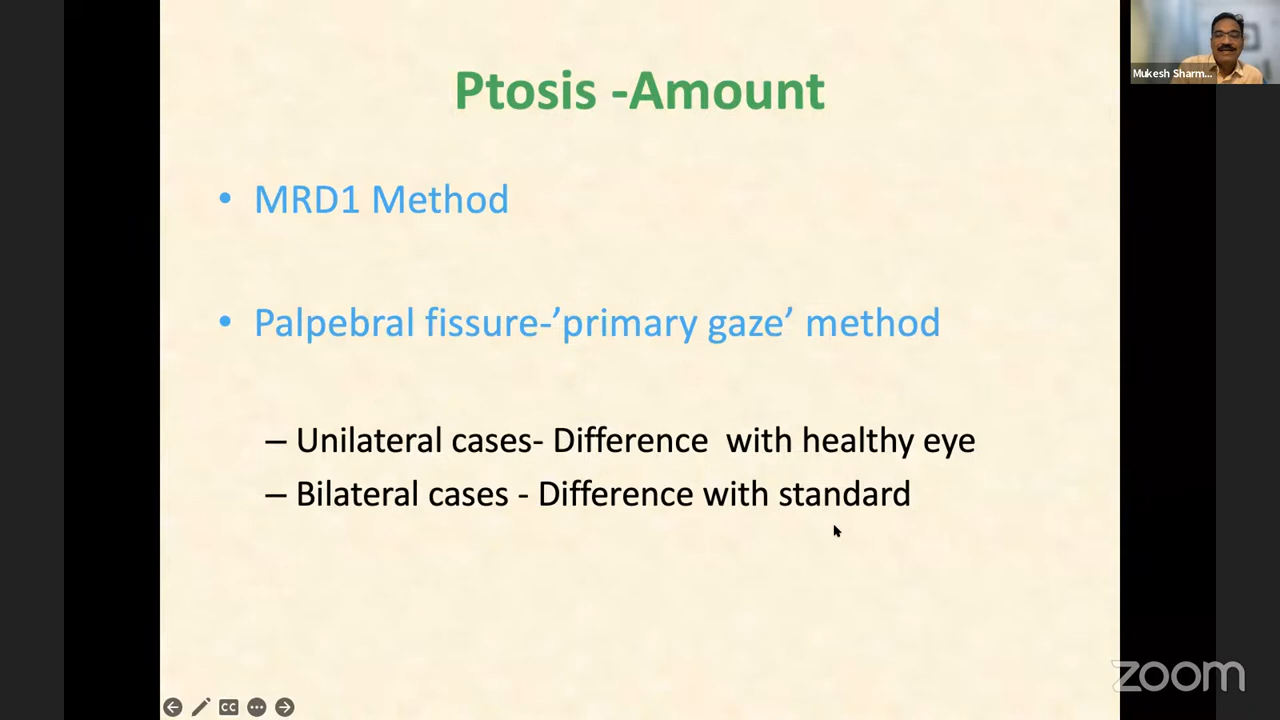 Ptosis -Amount
Mukesh Sharm...
• MRD1 Method
• Palpebral fissure-’primary gaze’ method
– Unilateral cases- Difference  with healthy eye
– Bilateral cases - Difference with standard
zoom
CC